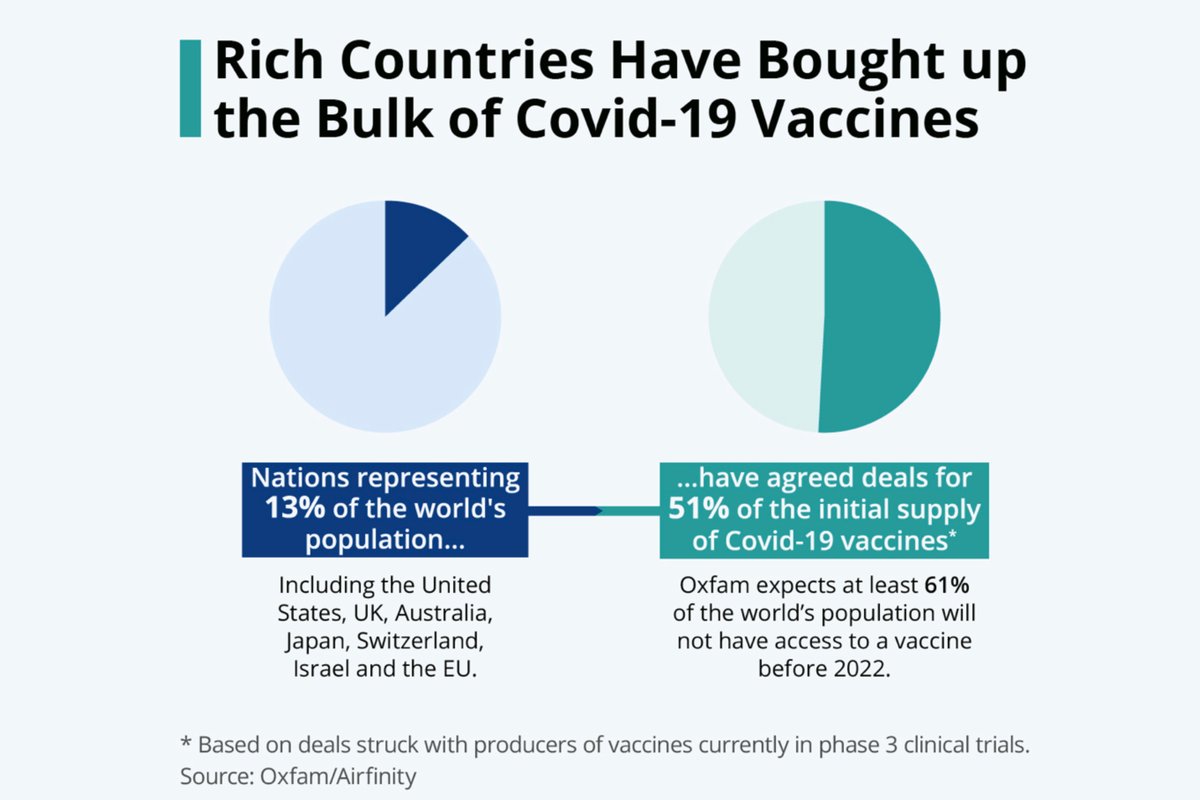 Rich Countries Have Bought up
the Bulk of Covid-19 Vaccines
Nations representing
13% of the world's
population...
Including the United
States, UK, Australia,
Japan, Switzerland,
Israel and the EU.
...have agreed deals for
51% of the initial supply
of Covid-19 vaccines*
Oxfam expects at least 61%
of the world’s population will
not have access to a vaccine
before 2022.
* Based on deals struck with producers of vaccines currently in phase 3 clinical trials.
Source: Oxfam/Airfinity